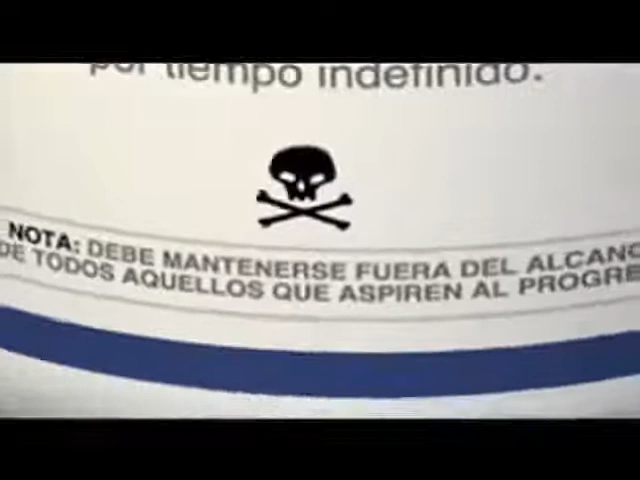 por tiempo indefinido.
NOTA: DEBE MANTENERSE FUERA DEL ALCANC
DE TODOS AQUELLOS QUE ASPIREN AL PROGRE